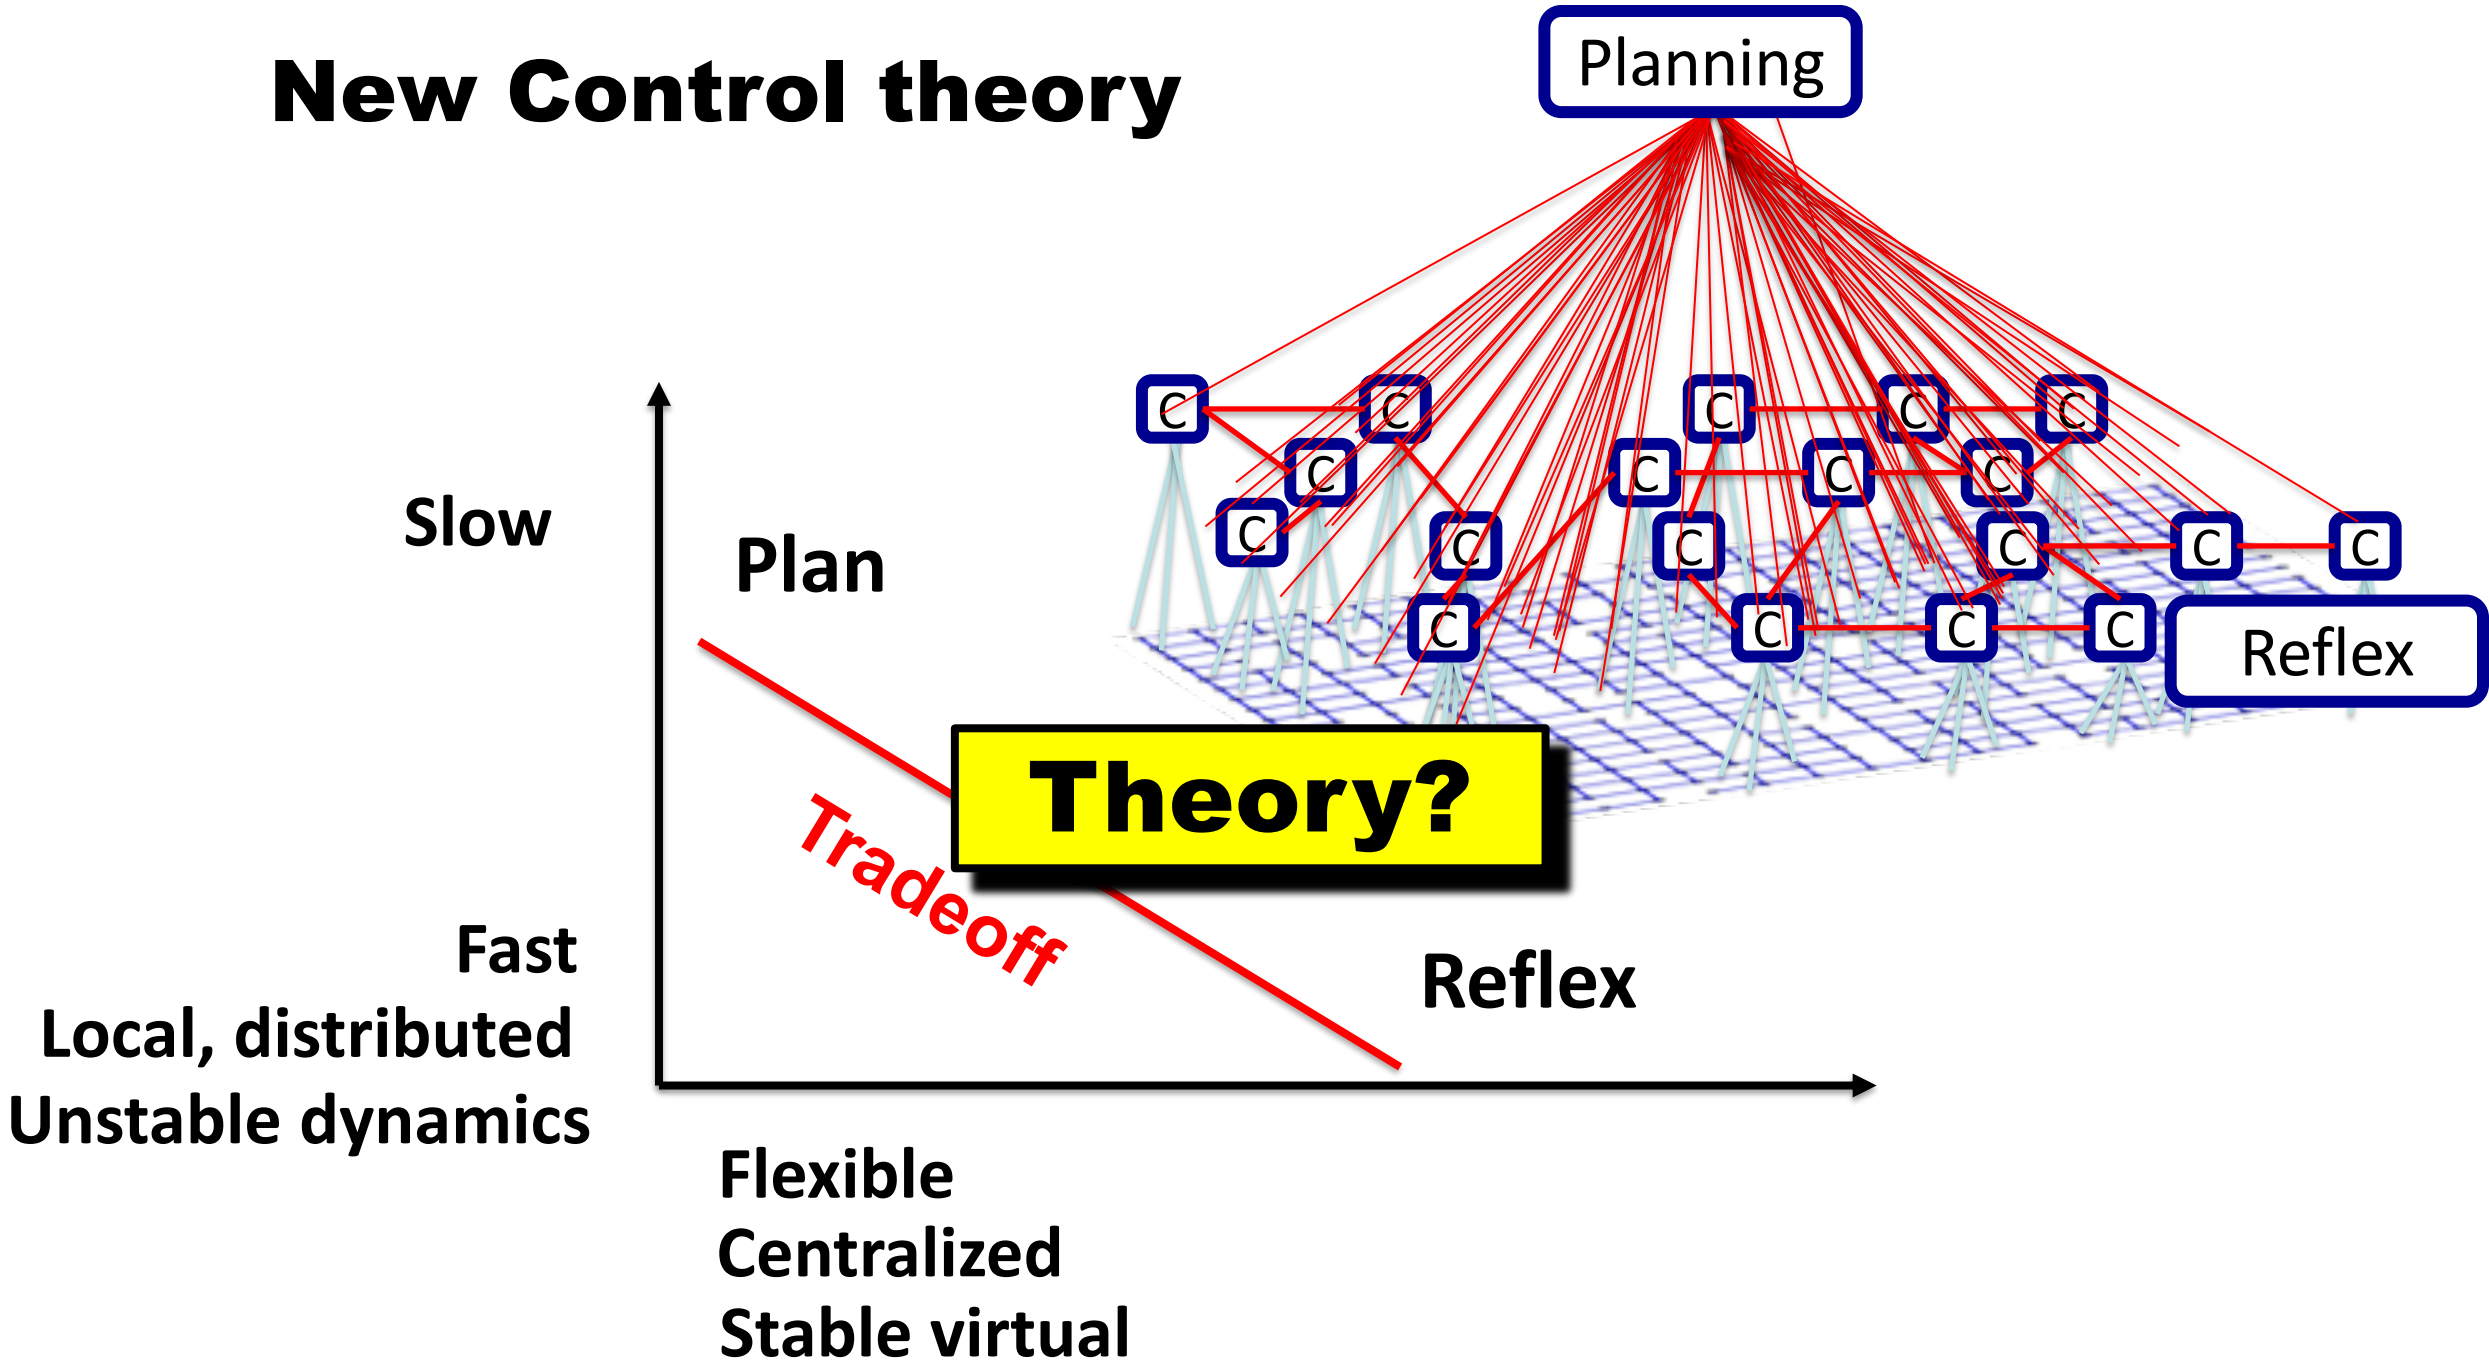 Planning
New Control theory
C C C C C
C C C C
C C C C C C
C C C C
Slow
Plan
Reflex
Theory?
Tradeoff
Fast
Reflex
Local, distributed
Unstable dynamics
Flexible
Centralized
Stable virtual